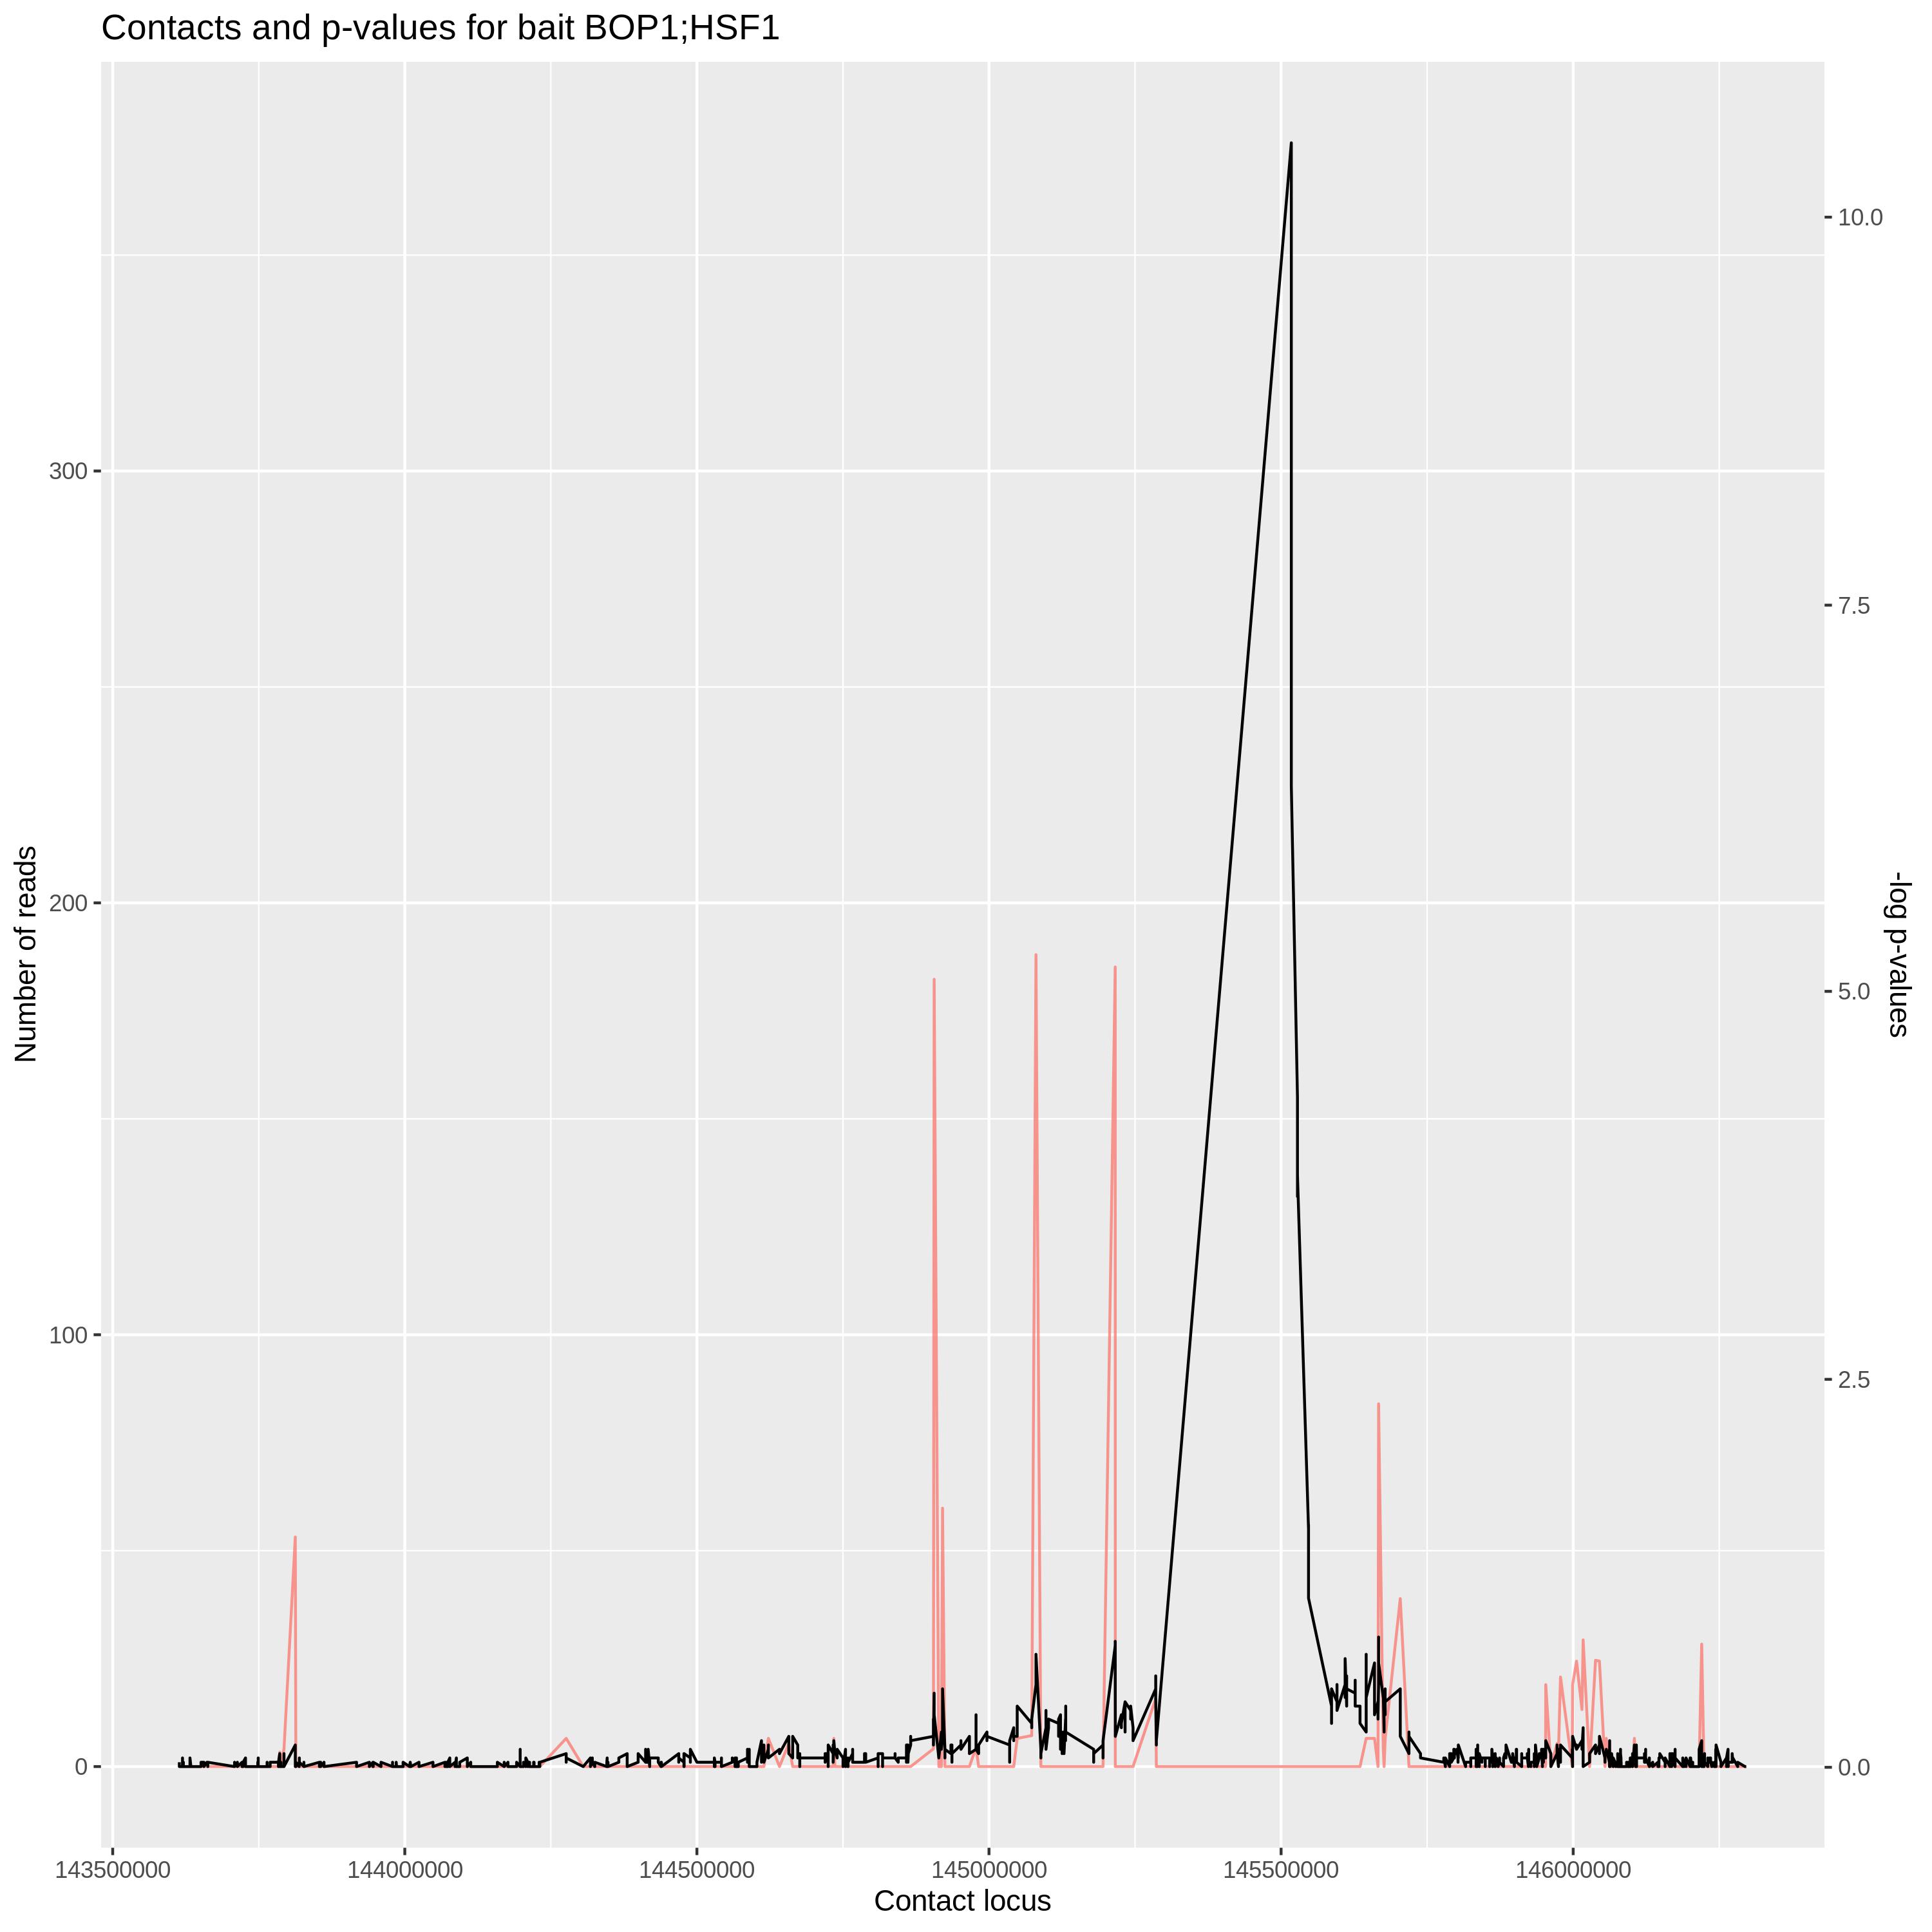 Contacts and p-values for bait BOP1;HSF1
Number of reads
300
200
100
0
10.0
7.5
5.0
2.5
0.0
-log p-values
143500000 144000000 144500000 145000000 145500000 146000000
Contact locus